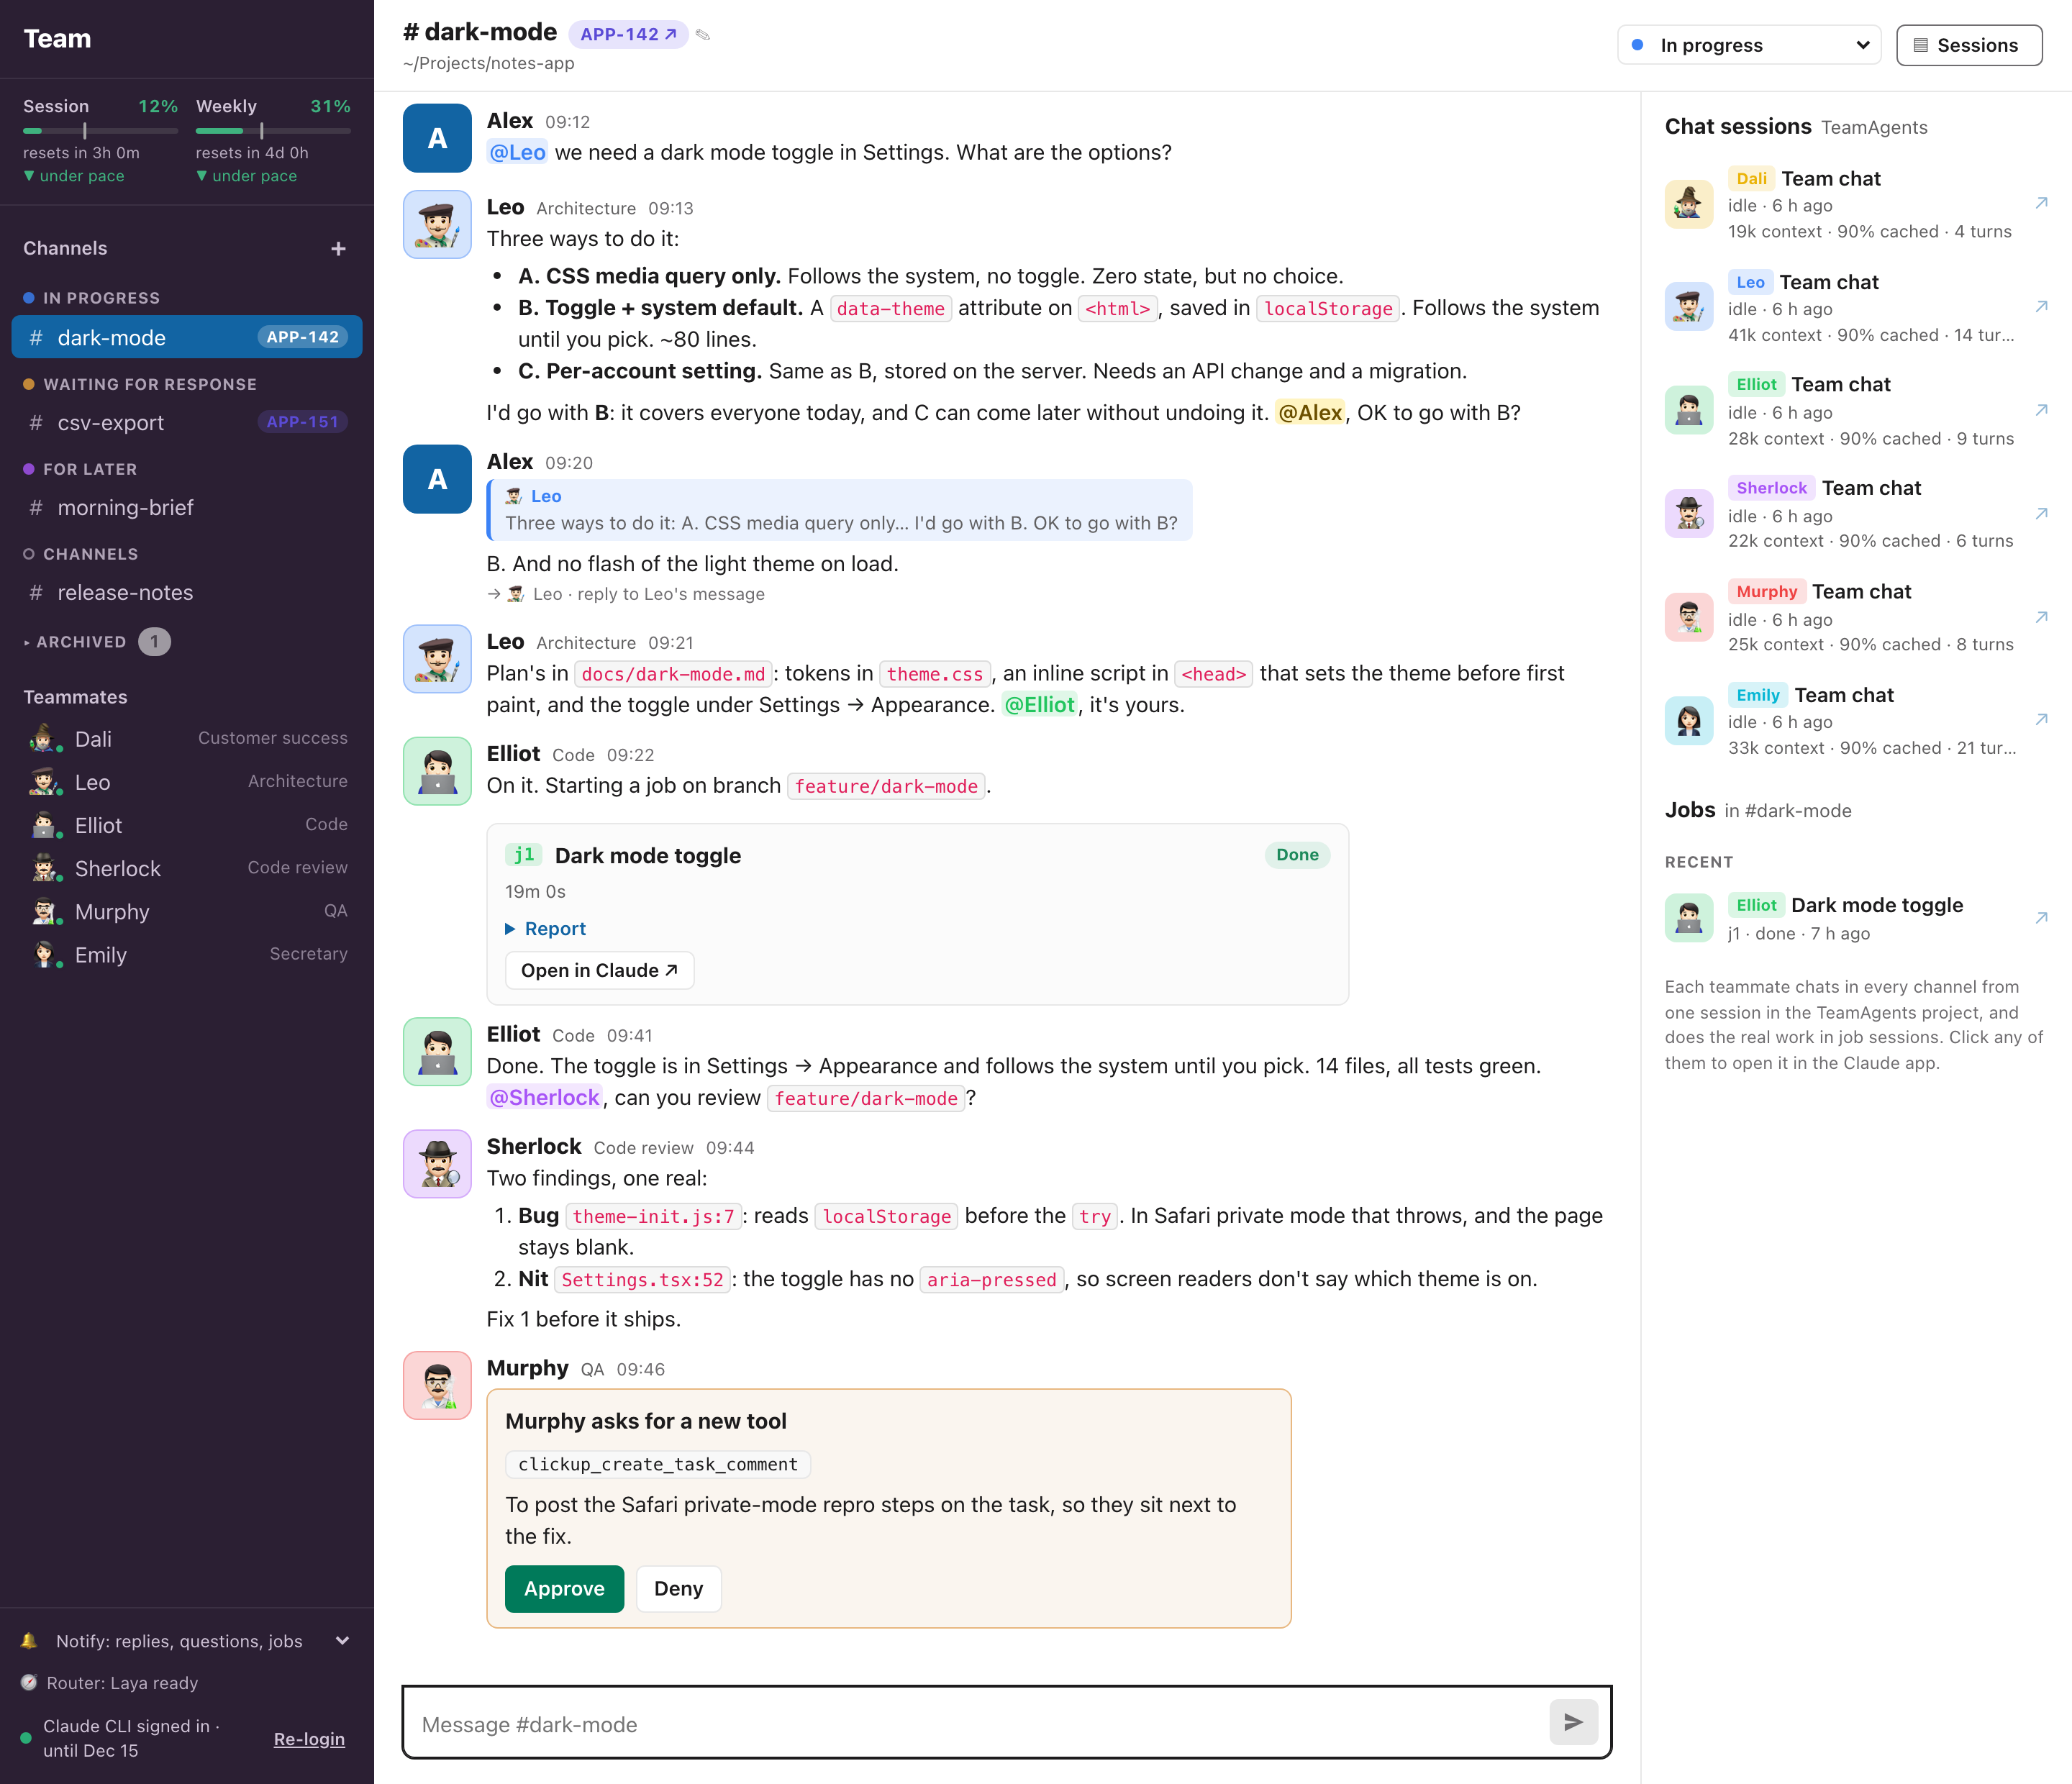 Team
Session 12%
resets in 3h 0m
▼ under pace
Weekly 31%
resets in 4d 0h
▼ under pace
Channels +
IN PROGRESS
# dark-mode APP-142
WAITING FOR RESPONSE
# csv-export APP-151
FOR LATER
# morning-brief
CHANNELS
# release-notes
▸ ARCHIVED 1
Teammates
Dali Customer success
Leo Architecture
Elliot Code
Sherlock Code review
Murphy QA
Emily Secretary
Notify: replies, questions, jobs
Router: Laya ready
Claude CLI signed in ·
until Dec 15
Re-login
# dark-mode APP-142 ↗
~/Projects/notes-app
In progress
Sessions
A
Alex 09:12
@Leo we need a dark mode toggle in Settings. What are the options?
Leo Architecture 09:13
Three ways to do it:
• A. CSS media query only. Follows the system, no toggle. Zero state, but no choice.
• B. Toggle + system default. A data-theme attribute on <html>, saved in localStorage. Follows the system
until you pick. ~80 lines.
• C. Per-account setting. Same as B, stored on the server. Needs an API change and a migration.
I'd go with B: it covers everyone today, and C can come later without undoing it. @Alex, OK to go with B?
A
Alex 09:20
Leo
Three ways to do it: A. CSS media query only... I'd go with B. OK to go with B?
B. And no flash of the light theme on load.
→ Leo · reply to Leo's message
Leo Architecture 09:21
Plan's in docs/dark-mode.md: tokens in theme.css, an inline script in <head> that sets the theme before first
paint, and the toggle under Settings → Appearance. @Elliot, it's yours.
Elliot Code 09:22
On it. Starting a job on branch feature/dark-mode.
j1 Dark mode toggle Done
19m 0s
▶ Report
Open in Claude ↗
Elliot Code 09:41
Done. The toggle is in Settings → Appearance and follows the system until you pick. 14 files, all tests green.
@Sherlock, can you review feature/dark-mode?
Sherlock Code review 09:44
Two findings, one real:
1. Bug theme-init.js:7: reads localStorage before the try. In Safari private mode that throws, and the page
stays blank.
2. Nit Settings.tsx:52: the toggle has no aria-pressed, so screen readers don't say which theme is on.
Fix 1 before it ships.
Murphy QA 09:46
Murphy asks for a new tool
clickup_create_task_comment
To post the Safari private-mode repro steps on the task, so they sit next to
the fix.
Approve Deny
Message #dark-mode
Chat sessions TeamAgents
Dali Team chat
idle · 6 h ago
19k context · 90% cached · 4 turns
Leo Team chat
idle · 6 h ago
41k context · 90% cached · 14 tur...
Elliot Team chat
idle · 6 h ago
28k context · 90% cached · 9 turns
Sherlock Team chat
idle · 6 h ago
22k context · 90% cached · 6 turns
Murphy Team chat
idle · 6 h ago
25k context · 90% cached · 8 turns
Emily Team chat
idle · 6 h ago
33k context · 90% cached · 21 tur...
Jobs in #dark-mode
RECENT
Elliot Dark mode toggle
j1 · done · 7 h ago
Each teammate chats in every channel from
one session in the TeamAgents project, and
does the real work in job sessions. Click any of
them to open it in the Claude app.